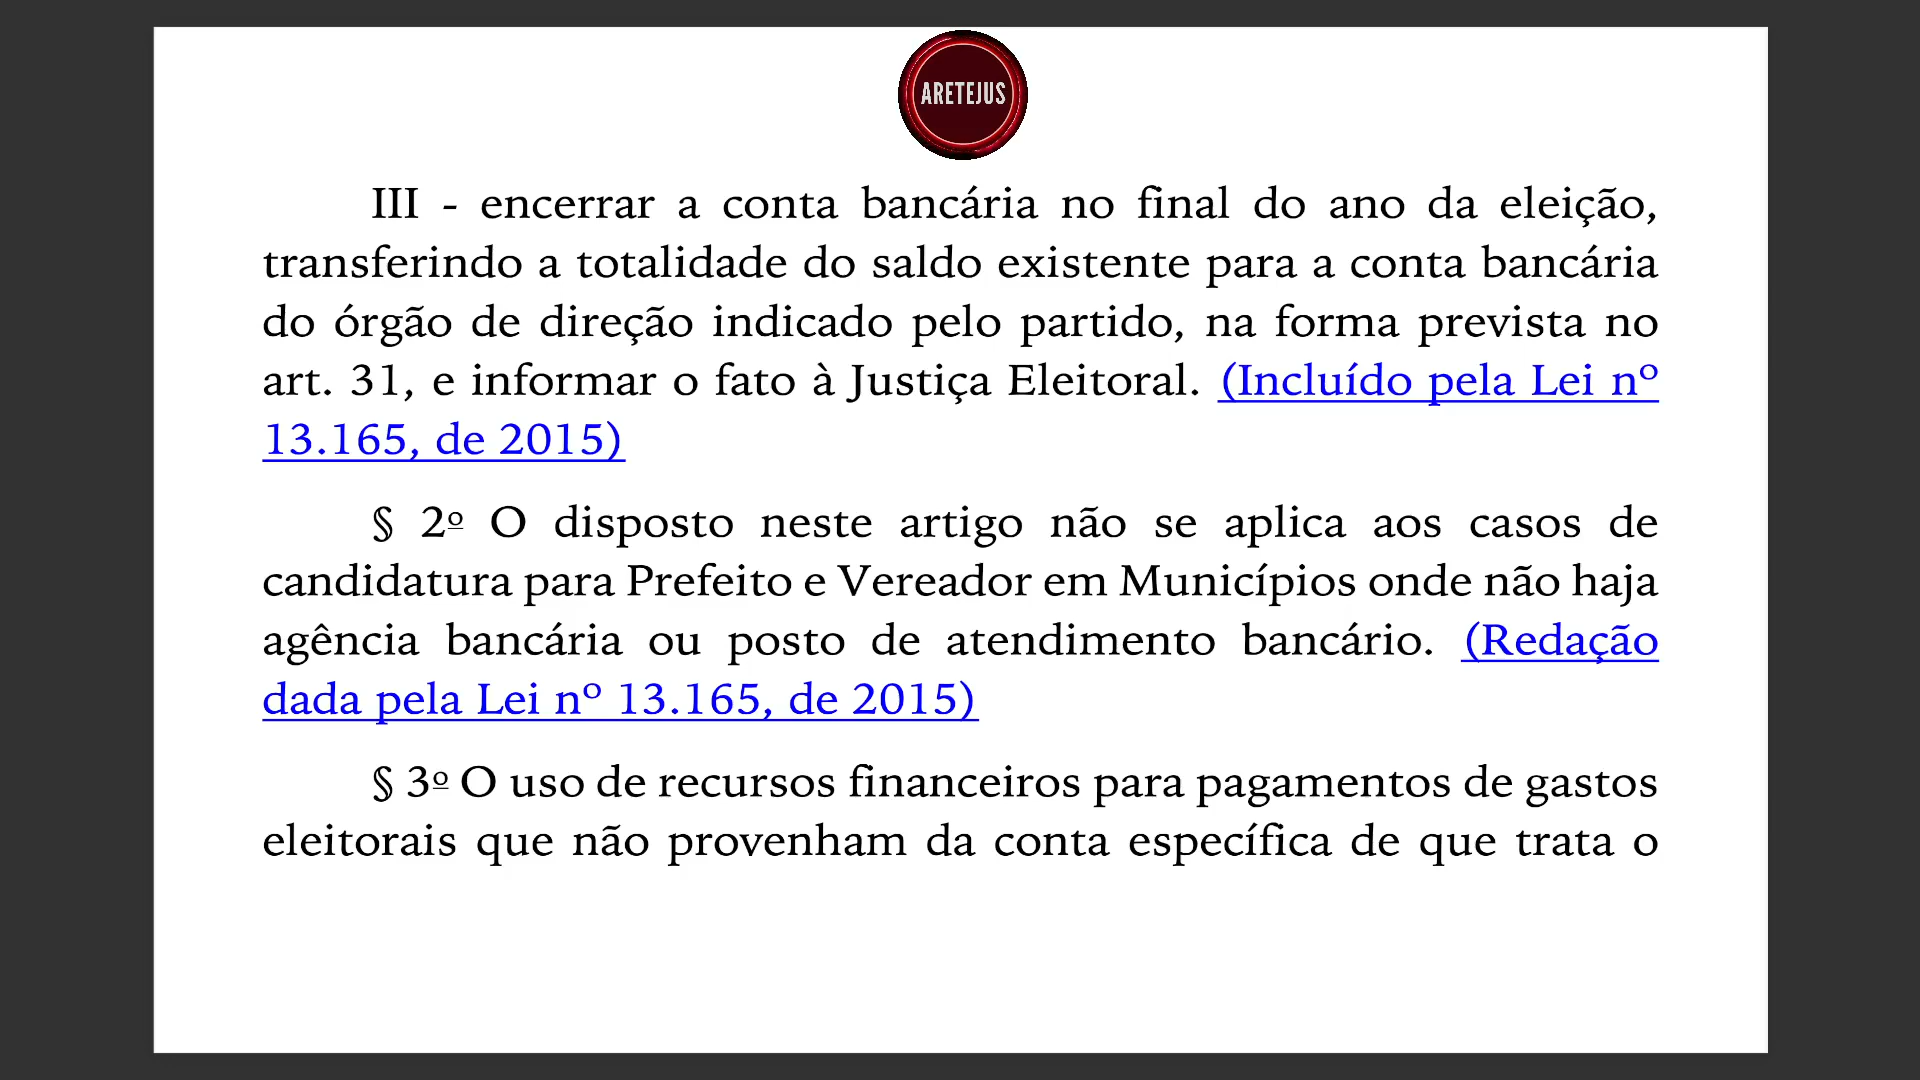 ARETEJUS
III - encerrar a conta bancária no final do ano da eleição,
transferindo a totalidade do saldo existente para a conta bancária
do órgão de direção indicado pelo partido, na forma prevista no
art. 31, e informar o fato à Justiça Eleitoral. (Incluído pela Lei nº
13.165, de 2015)
§ 2º O disposto neste artigo não se aplica aos casos de
candidatura para Prefeito e Vereador em Municípios onde não haja
agência bancária ou posto de atendimento bancário. (Redação
dada pela Lei nº 13.165, de 2015)
§ 3º O uso de recursos financeiros para pagamentos de gastos
eleitorais que não provenham da conta específica de que trata o